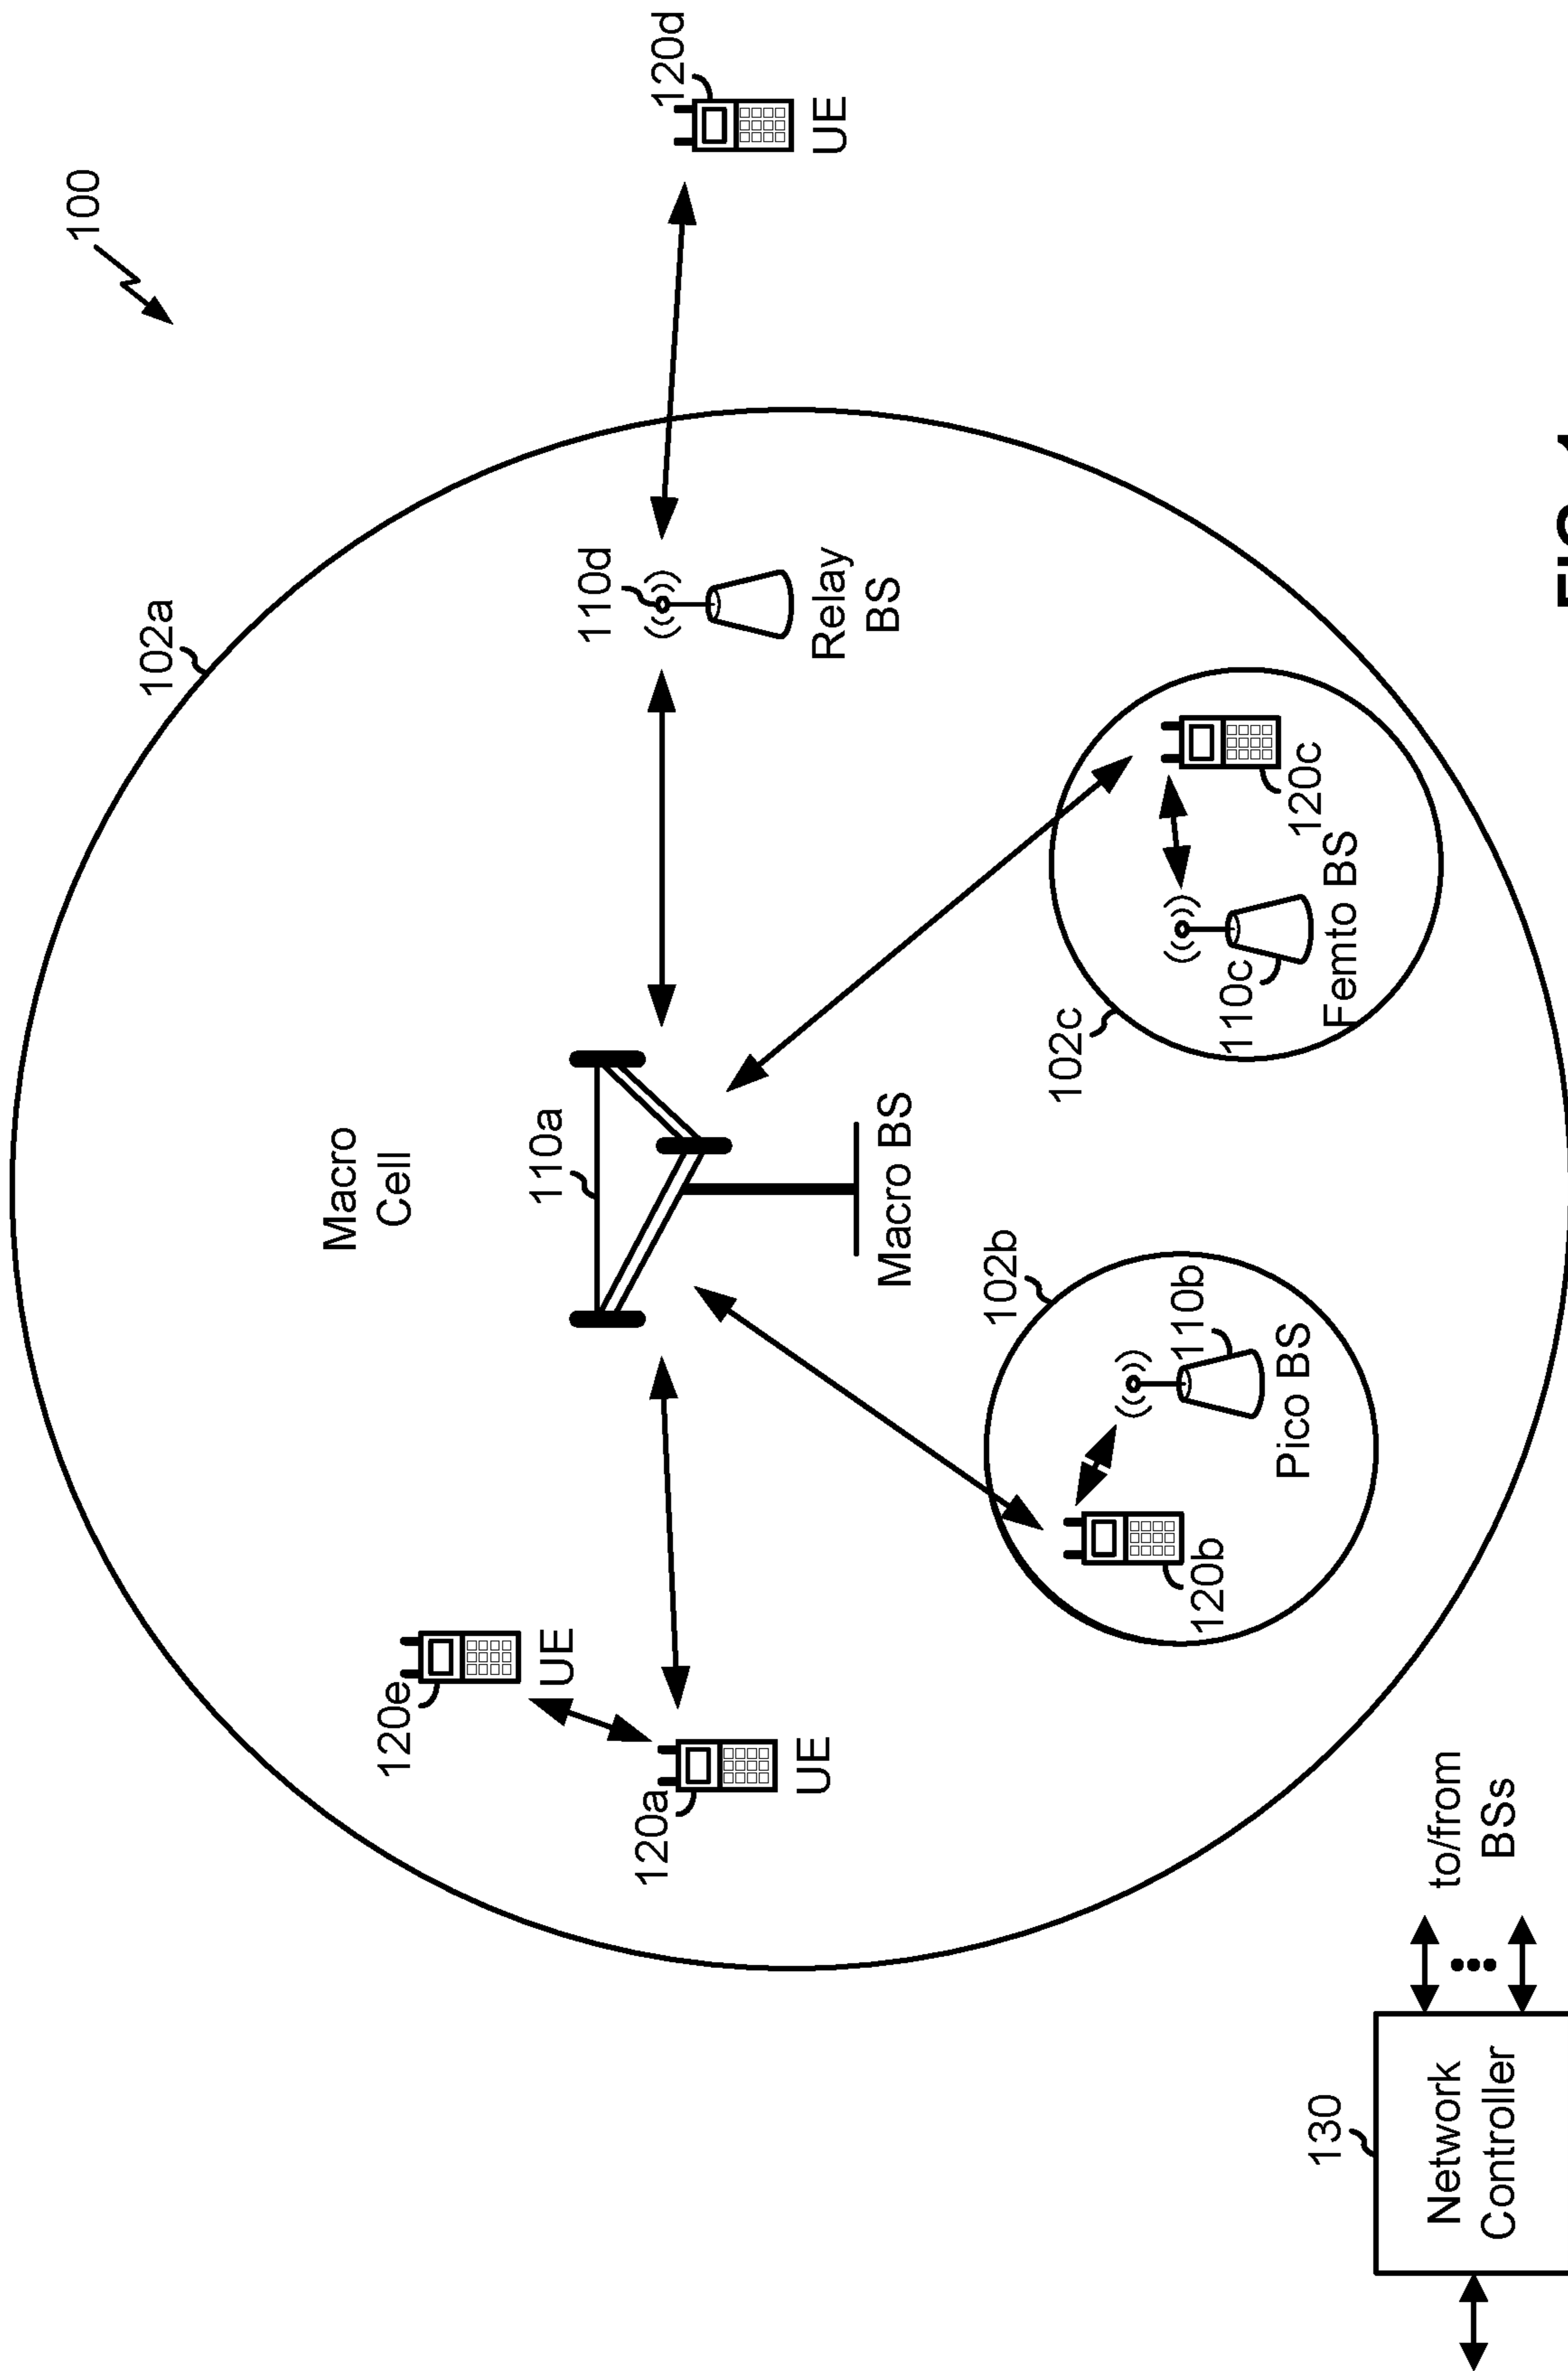 100
102a
Macro
Cell
120e
UE
110a
110d
120d
UE
120a
UE
Relay
BS
Macro BS
102b
102c
110b
Pico BS
120b
110c
120c
Femto BS
130
Network
Controller
to/from
BSs